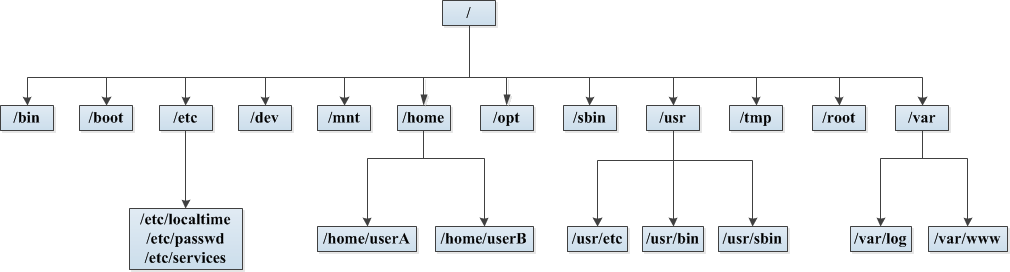 /
/bin
/boot
/etc
/dev
/mnt
/home
/opt
/sbin
/usr
/tmp
/root
/var
/etc/localtime
/etc/passwd
/etc/services
/home/userA
/home/userB
/usr/etc
/usr/bin
/usr/sbin
/var/log
/var/www